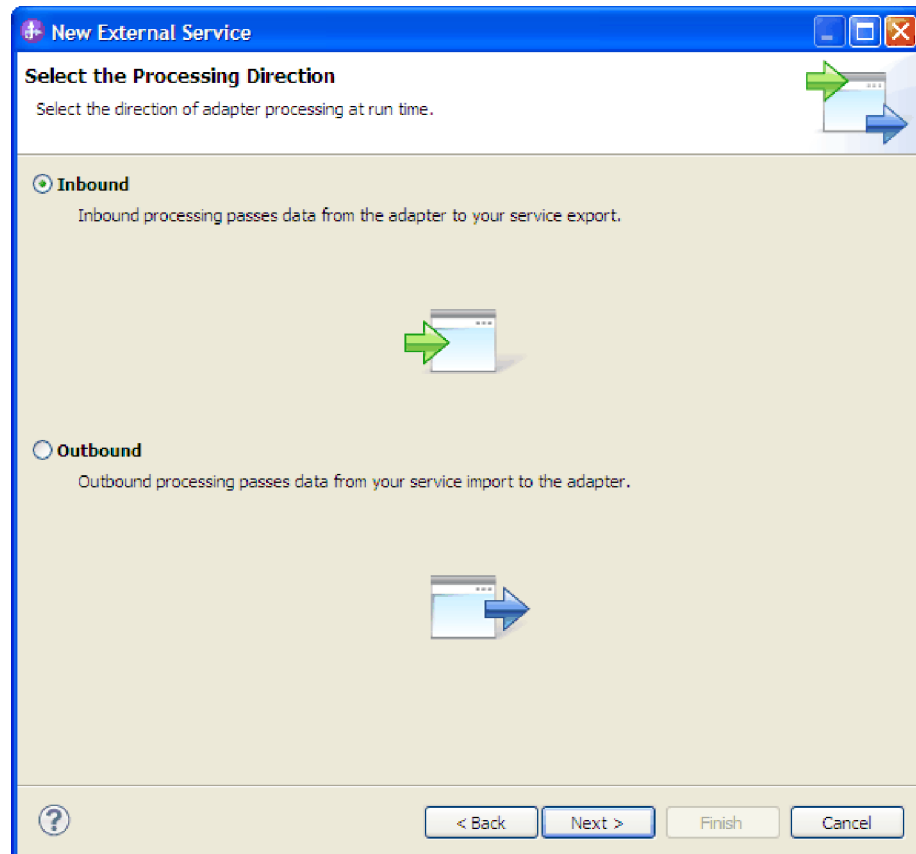 New External Service
Select the Processing Direction
Select the direction of adapter processing at run time.
Inbound
Inbound processing passes data from the adapter to your service export.
Outbound
Outbound processing passes data from your service import to the adapter.
?
< Back Next > Finish Cancel